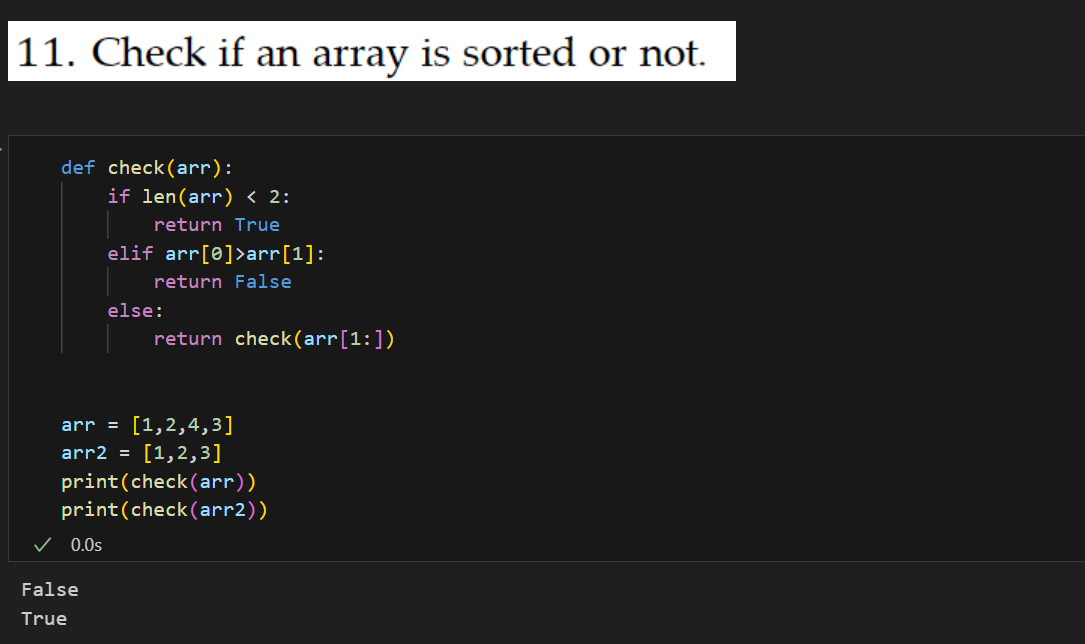 11. Check if an array is sorted or not.
def check(arr):
    if len(arr) < 2:
        return True
    elif arr[0]>arr[1]:
        return False
    else:
        return check(arr[1:])
arr = [1,2,4,3]
arr2 = [1,2,3]
print(check(arr))
print(check(arr2))
0.0s
False
True